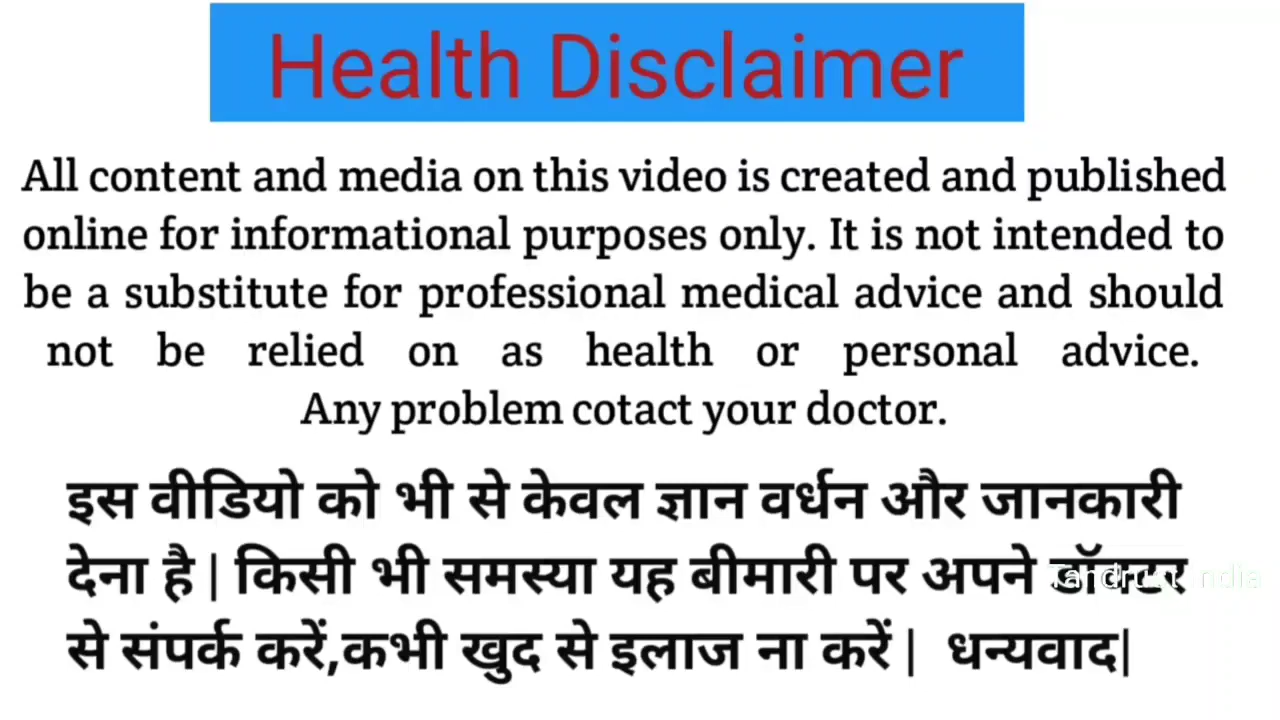 Health Disclaimer
All content and media on this video is created and published
online for informational purposes only. It is not intended to
be a substitute for professional medical advice and should
not be relied on as health or personal advice.
Any problem cotact your doctor.
इस वीडियो को भी से केवल ज्ञान वर्धन और जानकारी
देना है | किसी भी समस्या यह बीमारी पर अपने डॉक्टर
से संपर्क करें,कभी खुद से इलाज ना करें | धन्यवाद|
Tandrust India